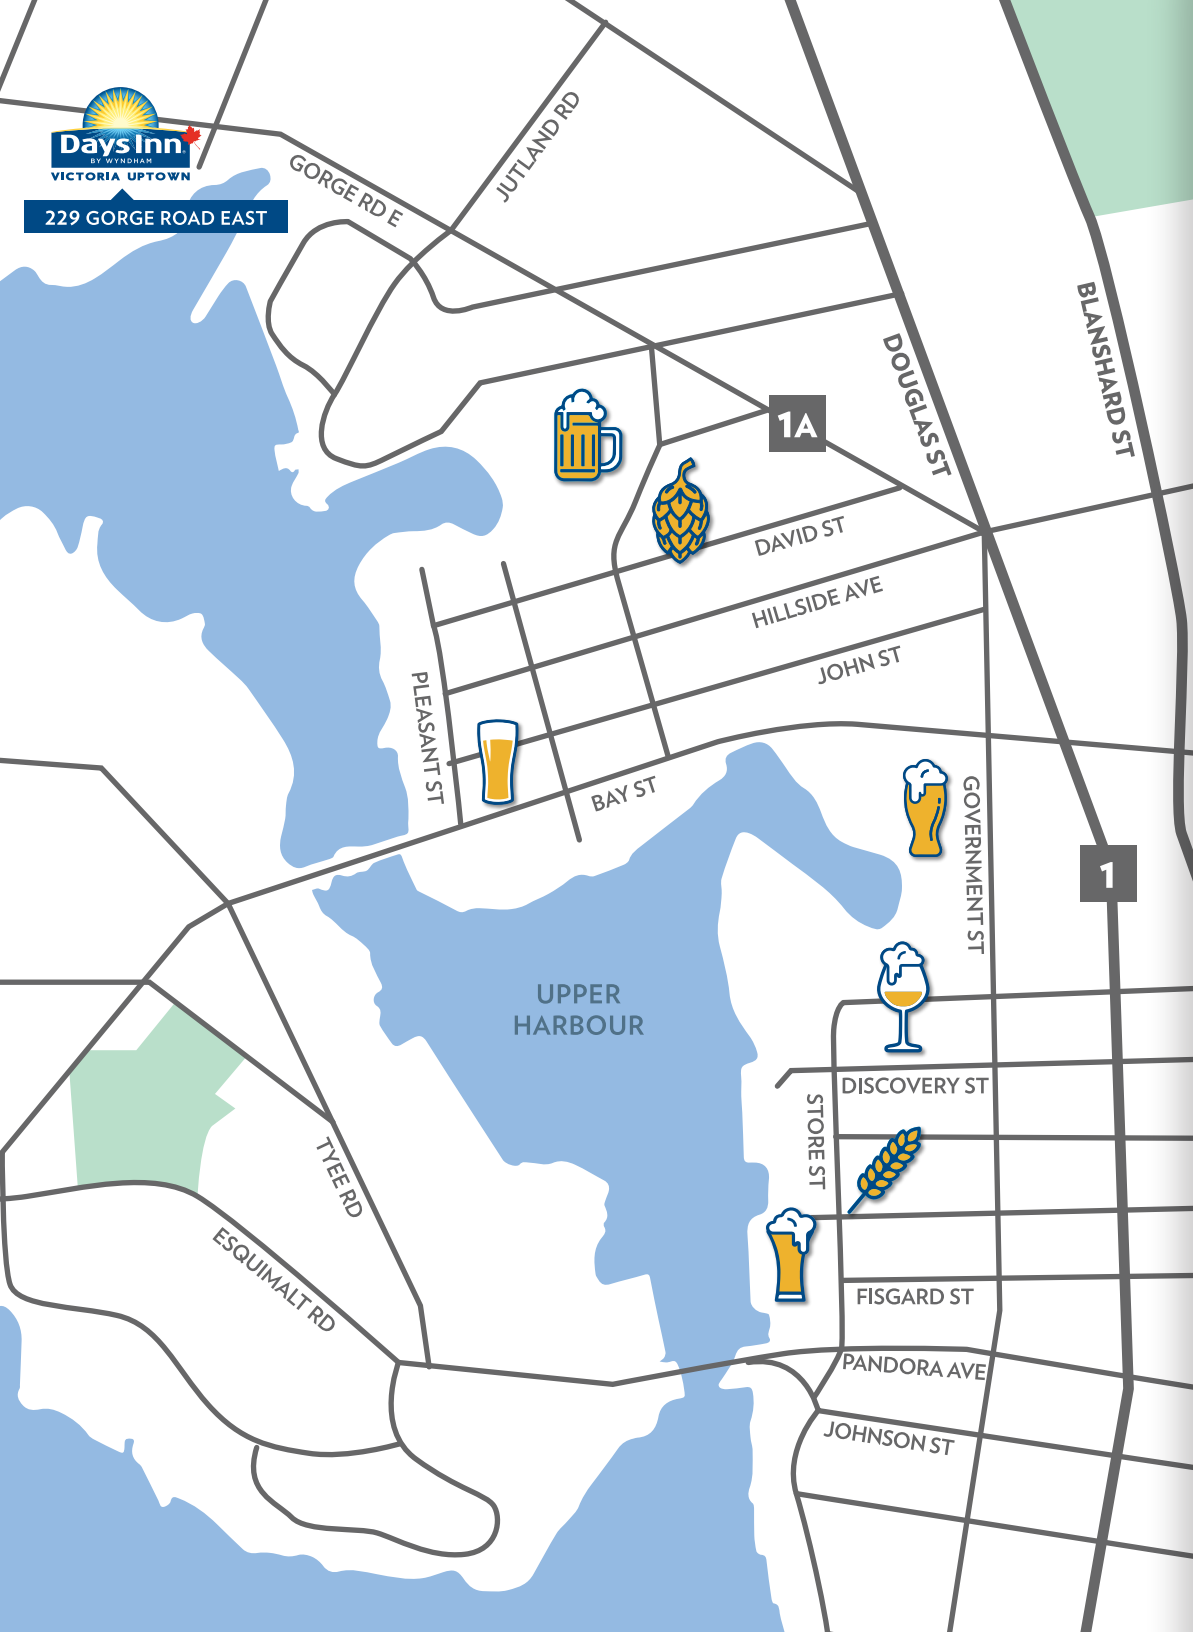 JUTLAND RD
Days Inn
BY WYNDHAM
VICTORIA UPTOWN
229 GORGE ROAD EAST
GORGE RD E
BLANSHARD ST
DOUGLAS ST
1A
DAVID ST
HILLSIDE AVE
JOHN ST
PLEASANT ST
BAY ST
GOVERNMENT ST
1
UPPER
HARBOUR
DISCOVERY ST
STORE ST
TYEE RD
ESQUIMALT RD
FISGARD ST
PANDORA AVE
JOHNSON ST